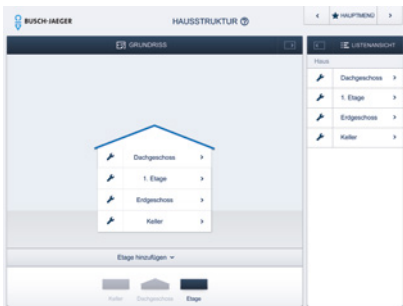 BUSCH-JAEGER
HAUSSTRUKTUR ?
HAUPTMENÜ
GRUNDRISS
LISTENANSICHT
Haus
Dachgeschoss
1. Etage
Erdgeschoss
Keller
Dachgeschoss
1. Etage
Erdgeschoss
Keller
Etage hinzufügen
Keller
Dachgeschoss
Etage